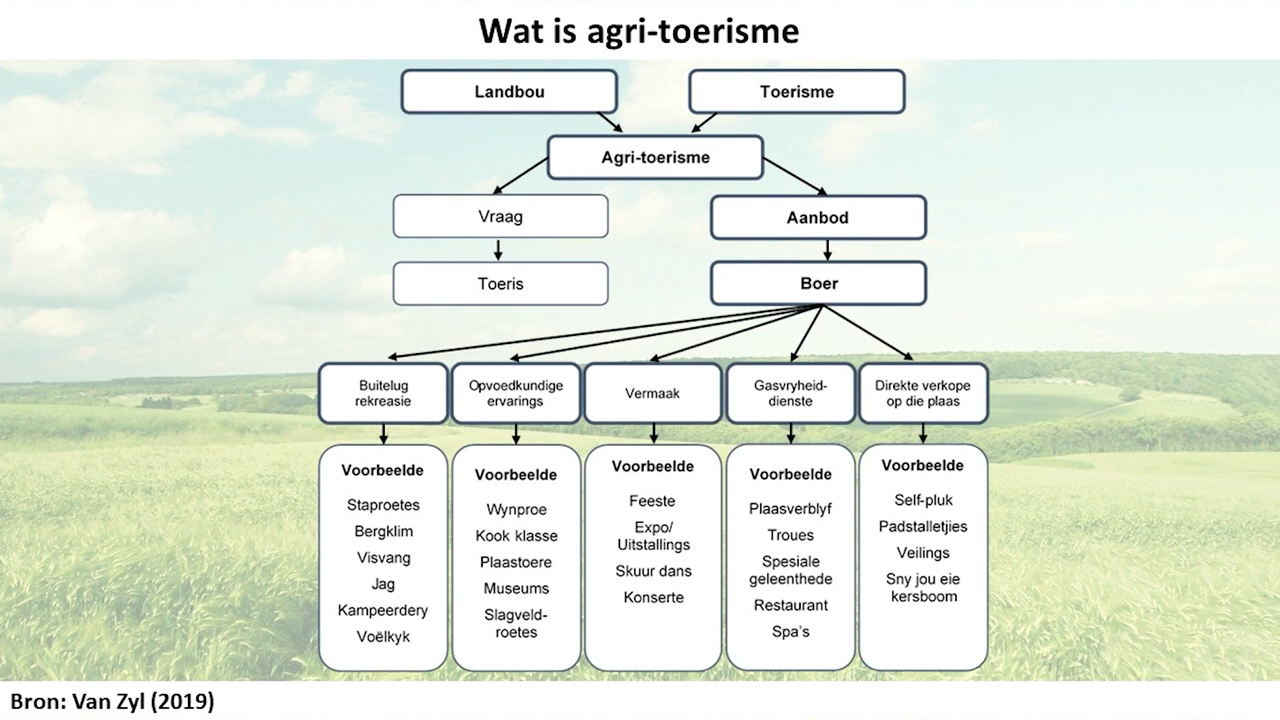 Wat is agri-toerisme
Landbou
Toerisme
Agri-toerisme
Vraag
Aanbod
Toeris
Boer
Buitelug
rekreasie
Opvoedkundige
ervarings
Vermaak
Gasvryheid-
dienste
Direkte verkope
op die plaas
Voorbeelde
Staproetes
Bergklim
Visvang
Jag
Kampeerdery
Voëlkyk
Voorbeelde
Wynproe
Kook klasse
Plaastoere
Museums
Slagveld-
roetes
Voorbeelde
Feeste
Expo/
Uitstallings
Skuur dans
Konserte
Voorbeelde
Plaasverblyf
Troues
Spesiale
geleenthede
Restaurant
Spa's
Voorbeelde
Self-pluk
Padstalletjies
Veilings
Sny jou eie
kersboom
Bron: Van Zyl (2019)